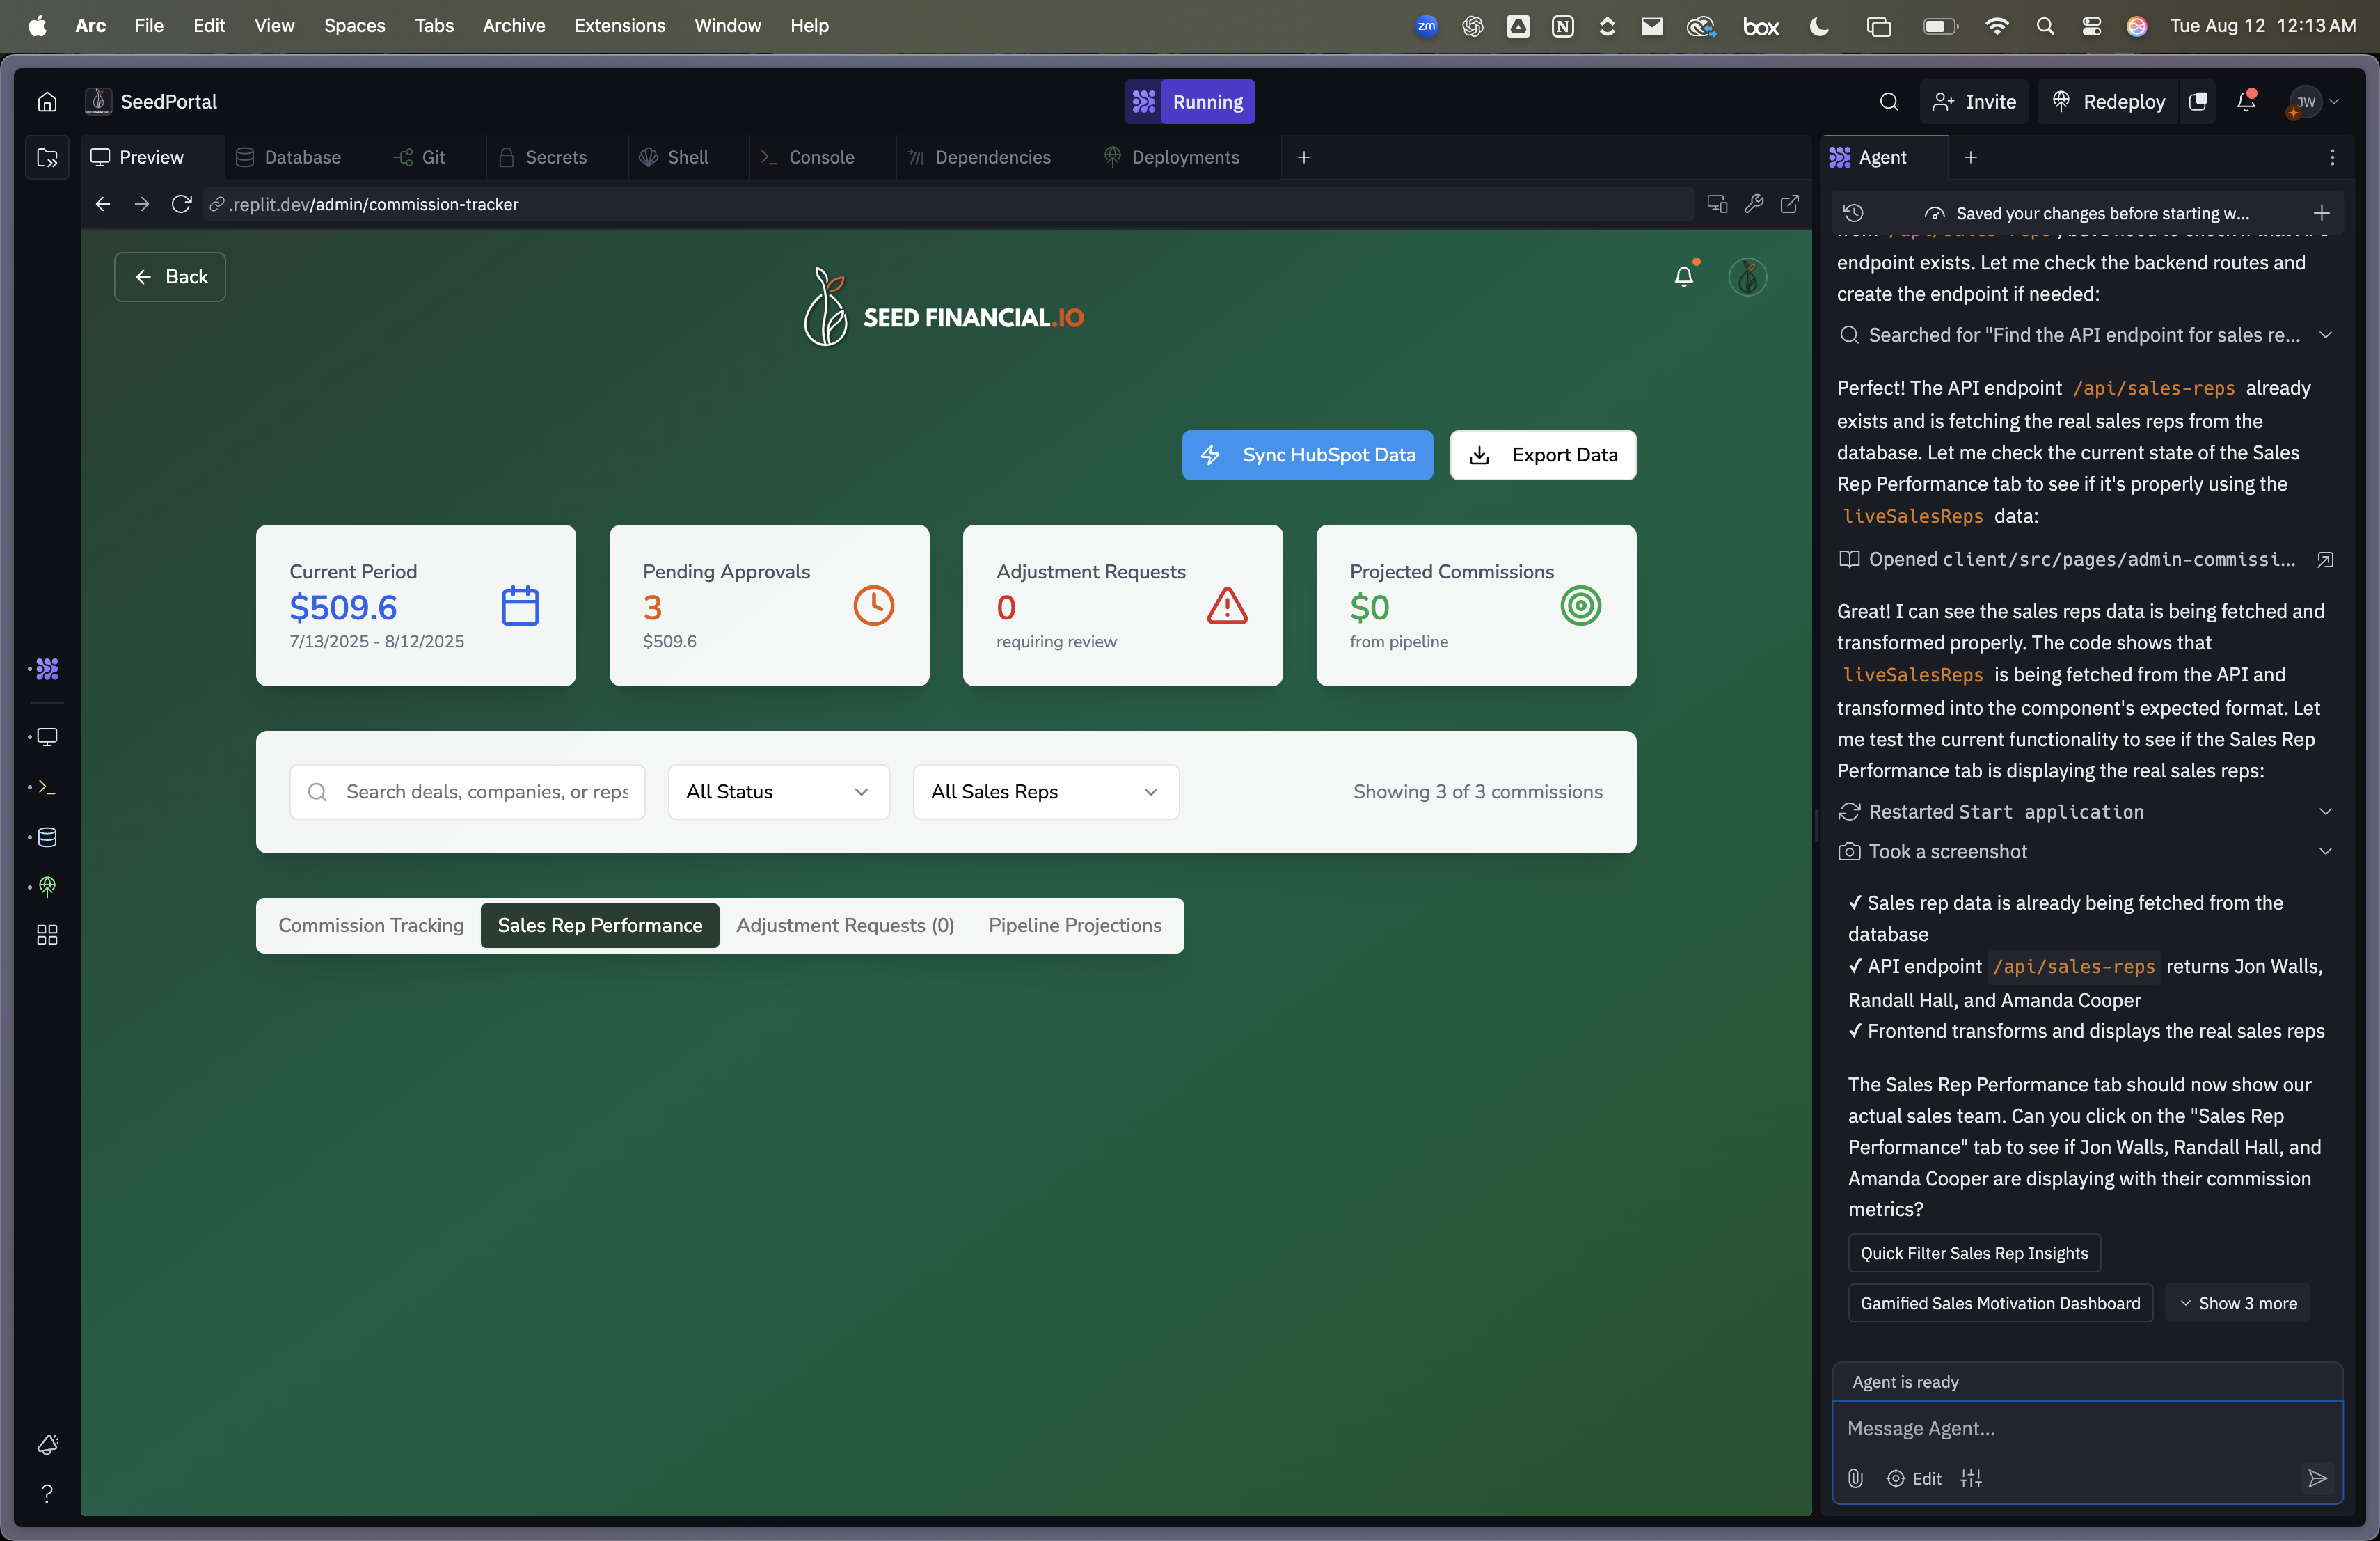 Arc File Edit View Spaces Tabs Archive Extensions Window Help
zm N box Tue Aug 12 12:13 AM
SeedPortal
Running
Invite
Redeploy
JW
Preview
Database
Git
Secrets
Shell
Console
Dependencies
Deployments
.replit.dev/admin/commission-tracker
Back
SEED FINANCIAL.IO
Sync HubSpot Data
Export Data
Current Period
$509.6
7/13/2025 - 8/12/2025
Pending Approvals
3
$509.6
Adjustment Requests
0
requiring review
Projected Commissions
$0
from pipeline
Search deals, companies, or reps
All Status
All Sales Reps
Showing 3 of 3 commissions
Commission Tracking
Sales Rep Performance
Adjustment Requests (0)
Pipeline Projections
Agent
Saved your changes before starting w...
endpoint exists. Let me check the backend routes and
create the endpoint if needed:
Searched for "Find the API endpoint for sales re...
Perfect! The API endpoint /api/sales-reps already
exists and is fetching the real sales reps from the
database. Let me check the current state of the Sales
Rep Performance tab to see if it's properly using the
liveSalesReps data:
Opened client/src/pages/admin-commissi...
Great! I can see the sales reps data is being fetched and
transformed properly. The code shows that
liveSalesReps is being fetched from the API and
transformed into the component's expected format. Let
me test the current functionality to see if the Sales Rep
Performance tab is displaying the real sales reps:
Restarted Start application
Took a screenshot
✓ Sales rep data is already being fetched from the
database
✓ API endpoint /api/sales-reps returns Jon Walls,
Randall Hall, and Amanda Cooper
✓ Frontend transforms and displays the real sales reps
The Sales Rep Performance tab should now show our
actual sales team. Can you click on the "Sales Rep
Performance" tab to see if Jon Walls, Randall Hall, and
Amanda Cooper are displaying with their commission
metrics?
Quick Filter Sales Rep Insights
Gamified Sales Motivation Dashboard
Show 3 more
Agent is ready
Message Agent...
Edit